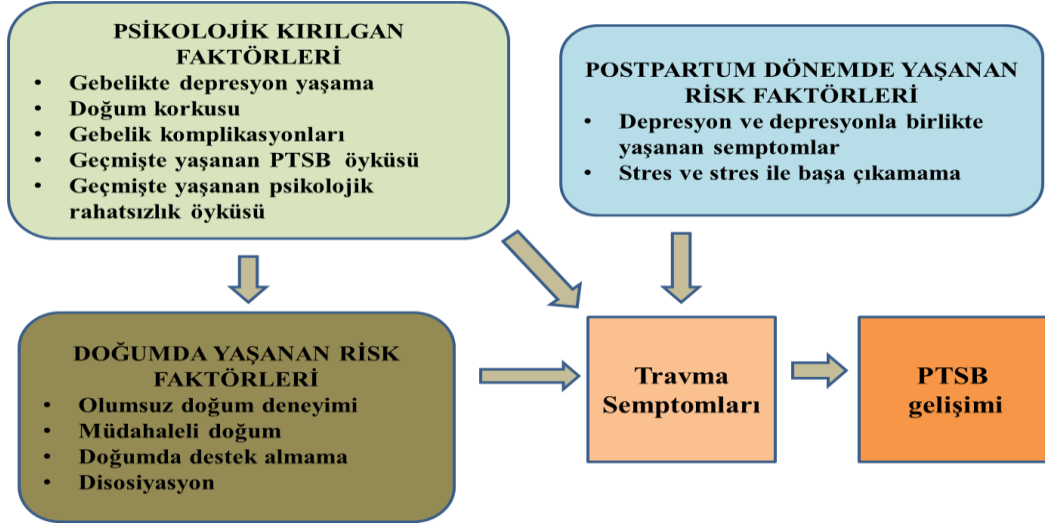 PSİKOLOJİK KIRILGAN
FAKTÖRLERİ
• Gebelikte depresyon yaşama
• Doğum korkusu
• Gebelik komplikasyonları
• Geçmişte yaşanan PTSB öyküsü
• Geçmişte yaşanan psikolojik
rahatsızlık öyküsü
POSTPARTUM DÖNEMDE YAŞANAN
RİSK FAKTÖRLERİ
• Depresyon ve depresyonla birlikte
yaşanan semptomlar
• Stres ve stres ile başa çıkamama
DOĞUMDA YAŞANAN RİSK
FAKTÖRLERİ
• Olumsuz doğum deneyimi
• Müdahaleli doğum
• Doğumda destek almama
• Disosiyasyon
Travma
Semptomları
PTSB
gelişimi